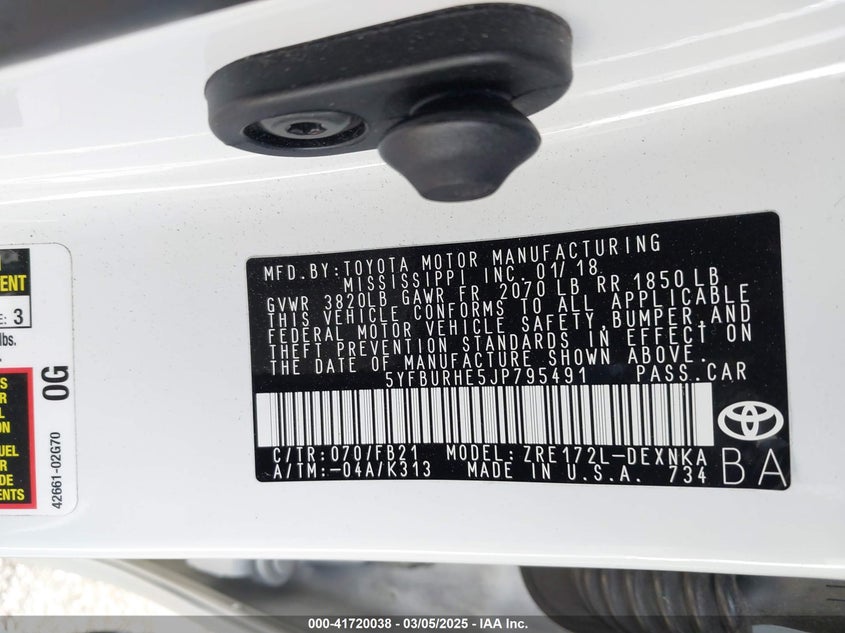 MFD.BY:TOYOTA MOTOR MANUFACTURING
MISSISSIPPI INC. 01/18
GVWR 3820LB GAWR FR 2070 LB RR 1850 LB
THIS VEHICLE CONFORMS TO ALL APPLICABLE
FEDERAL MOTOR VEHICLE SAFETY, BUMPER, AND
THEFT PREVENTION STANDARDS IN EFFECT ON
THE DATE OF MANUFACTURE SHOWN ABOVE.
5YFBURHE5JP795491 PASS.CAR
C/TR:070/FB21 MODEL:ZRE172L-DEXNKA
A/TM:-04A/K313 MADE IN U.S.A. 734
BA
3
lbs.
0G
42661-02G70
000-41720038 - 03/05/2025 - IAA Inc.